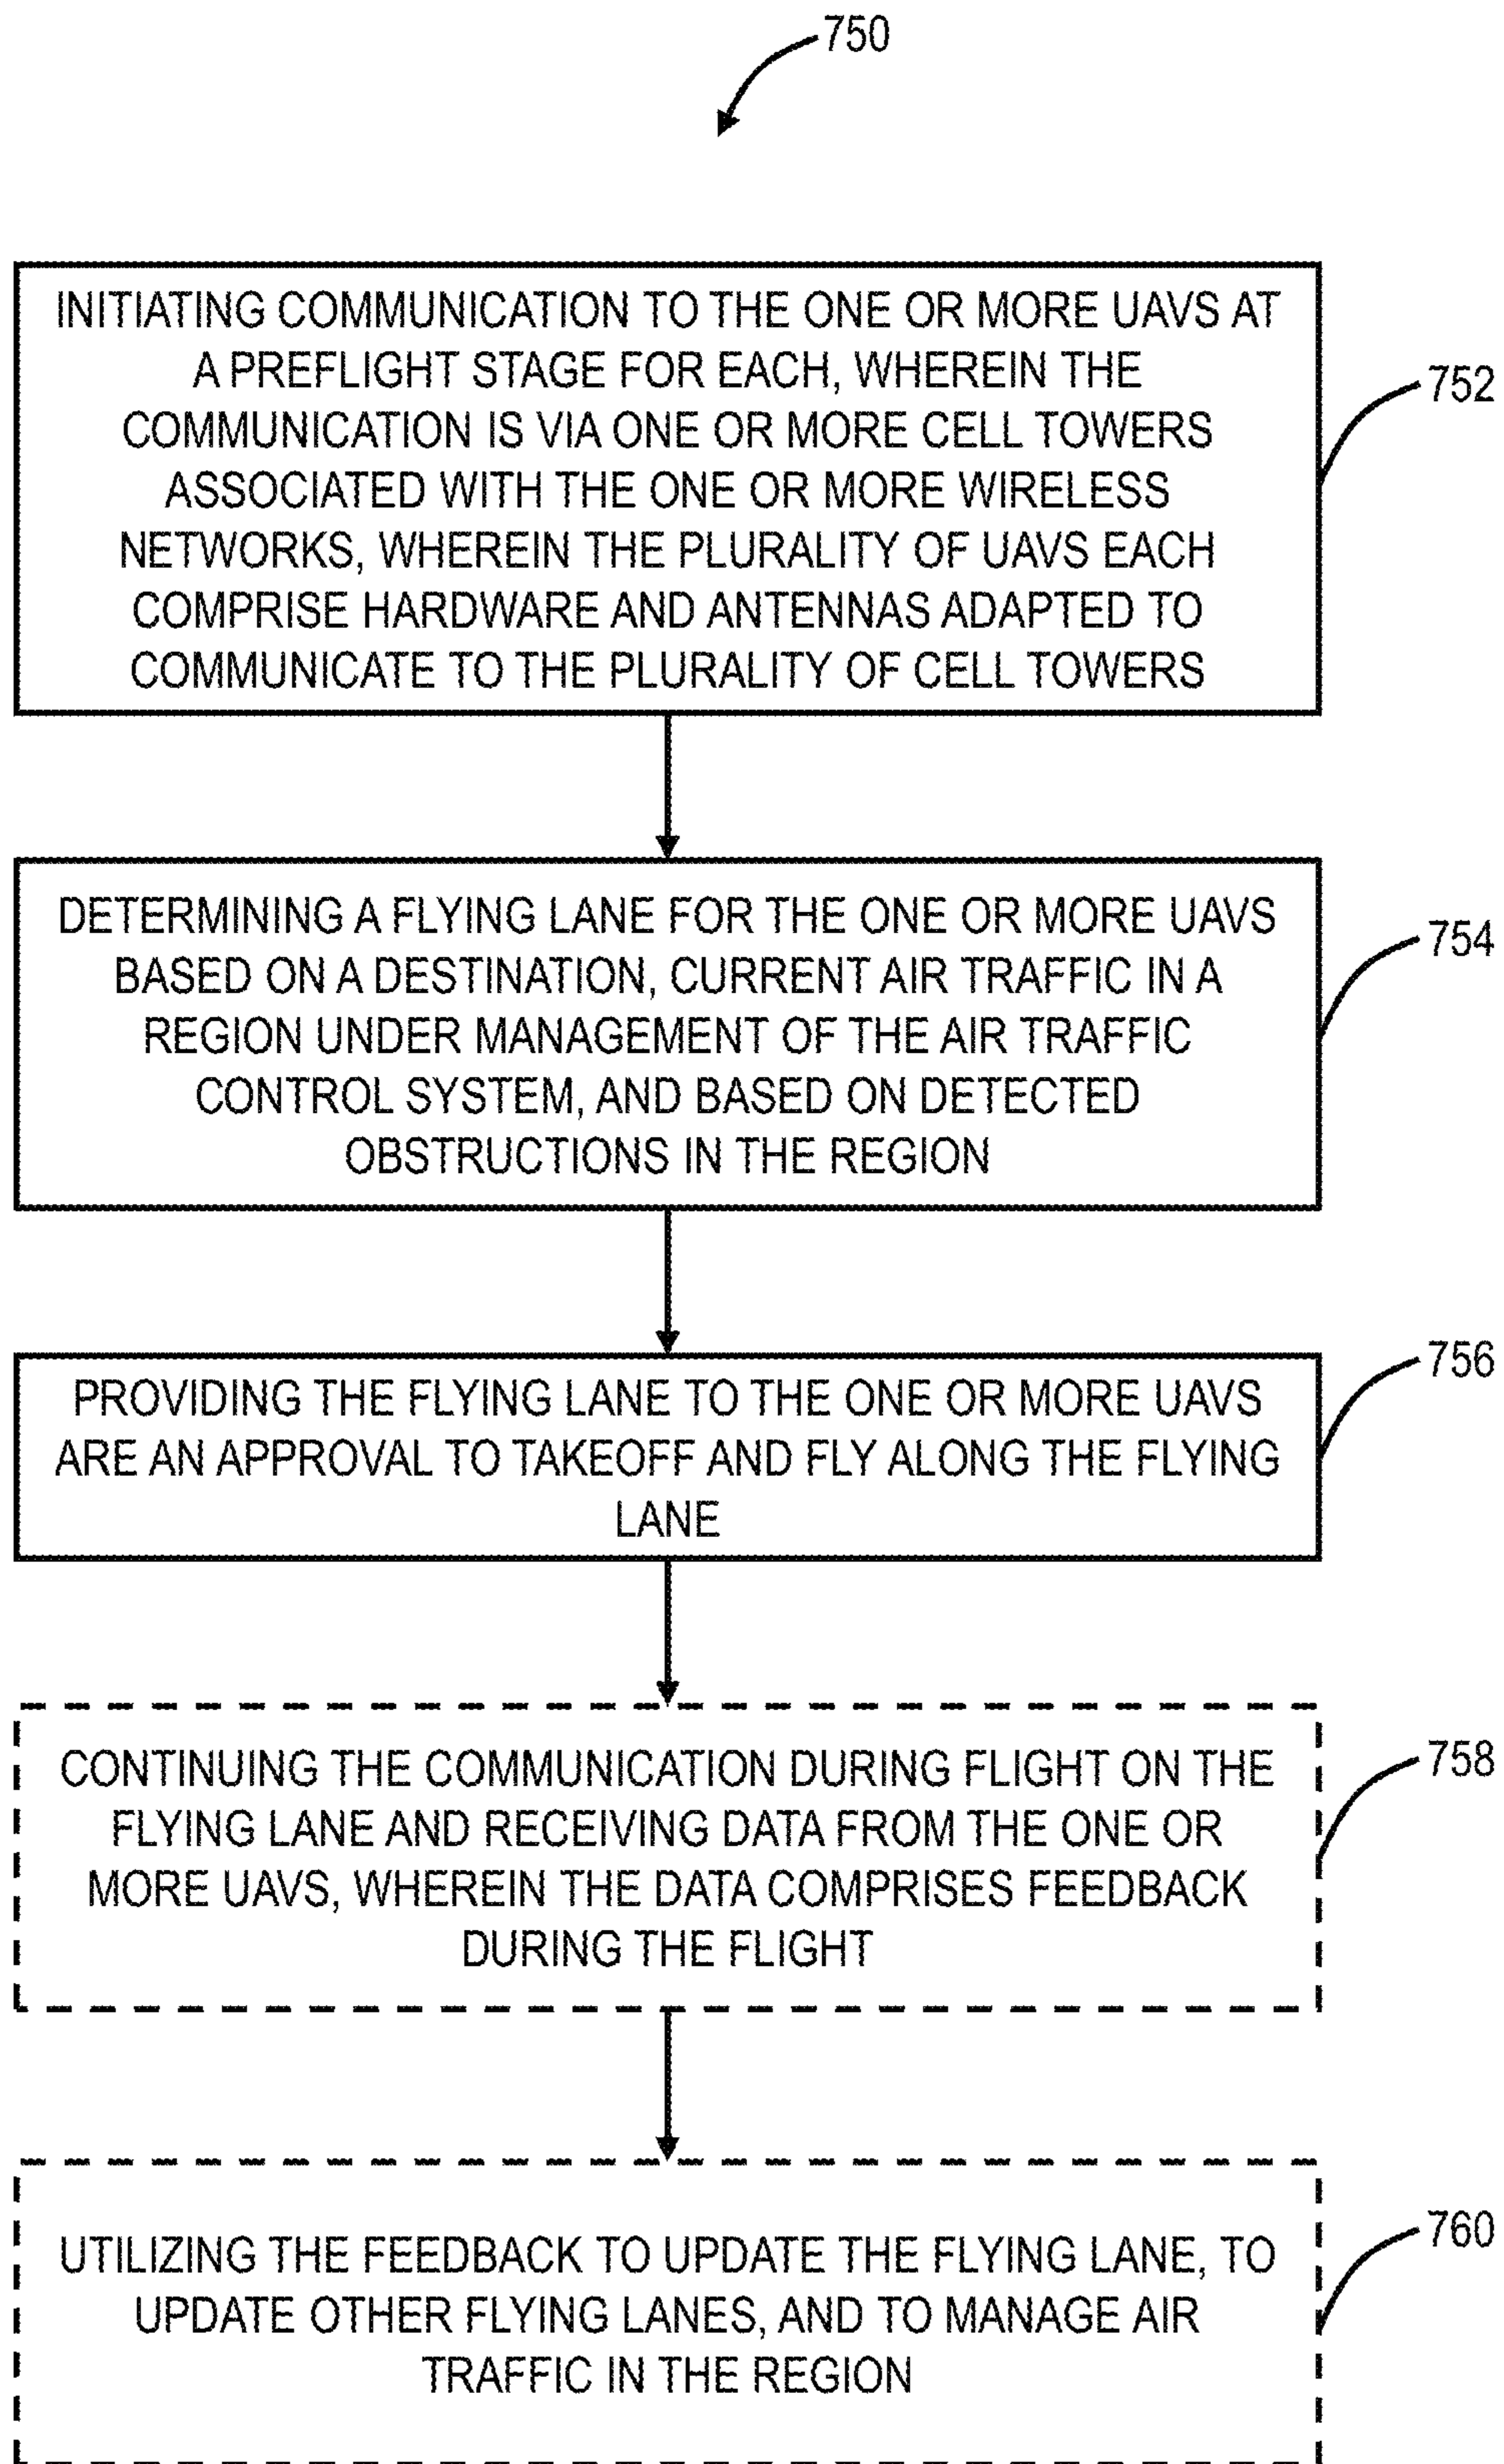 750
INITIATING COMMUNICATION TO THE ONE OR MORE UAVS AT
A PREFLIGHT STAGE FOR EACH, WHEREIN THE
COMMUNICATION IS VIA ONE OR MORE CELL TOWERS
ASSOCIATED WITH THE ONE OR MORE WIRELESS
NETWORKS, WHEREIN THE PLURALITY OF UAVS EACH
COMPRISE HARDWARE AND ANTENNAS ADAPTED TO
COMMUNICATE TO THE PLURALITY OF CELL TOWERS
752
DETERMINING A FLYING LANE FOR THE ONE OR MORE UAVS
BASED ON A DESTINATION, CURRENT AIR TRAFFIC IN A
REGION UNDER MANAGEMENT OF THE AIR TRAFFIC
CONTROL SYSTEM, AND BASED ON DETECTED
OBSTRUCTIONS IN THE REGION
754
PROVIDING THE FLYING LANE TO THE ONE OR MORE UAVS
ARE AN APPROVAL TO TAKEOFF AND FLY ALONG THE FLYING
LANE
756
CONTINUING THE COMMUNICATION DURING FLIGHT ON THE
FLYING LANE AND RECEIVING DATA FROM THE ONE OR
MORE UAVS, WHEREIN THE DATA COMPRISES FEEDBACK
DURING THE FLIGHT
758
UTILIZING THE FEEDBACK TO UPDATE THE FLYING LANE, TO
UPDATE OTHER FLYING LANES, AND TO MANAGE AIR
TRAFFIC IN THE REGION
760